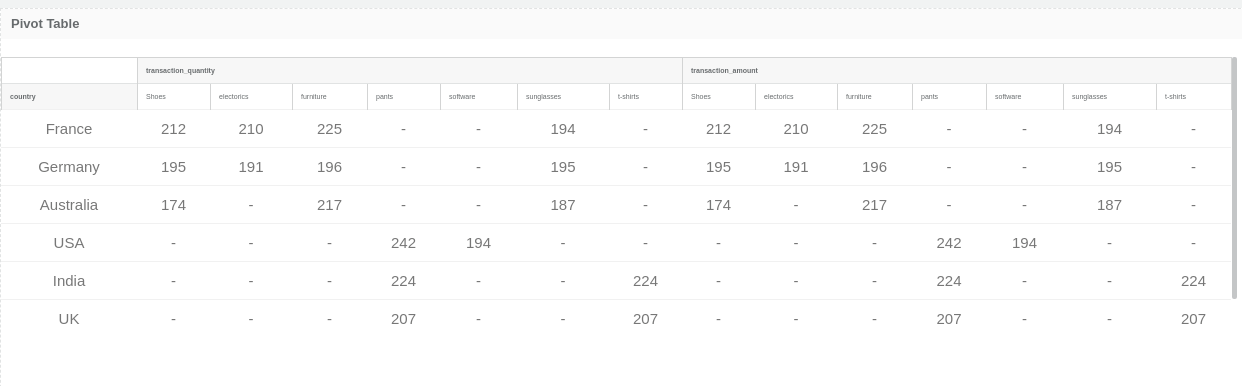 Pivot Table
transaction_quantity transaction_amount
country Shoes electorics furniture pants software sunglasses t-shirts Shoes electorics furniture pants software sunglasses t-shirts
France 212 210 225 - - 194 - 212 210 225 - - 194 -
Germany 195 191 196 - - 195 - 195 191 196 - - 195 -
Australia 174 - 217 - - 187 - 174 - 217 - - 187 -
USA - - - 242 194 - - - - - 242 194 - -
India - - - 224 - - 224 - - - 224 - - 224
UK - - - 207 - - 207 - - - 207 - - 207